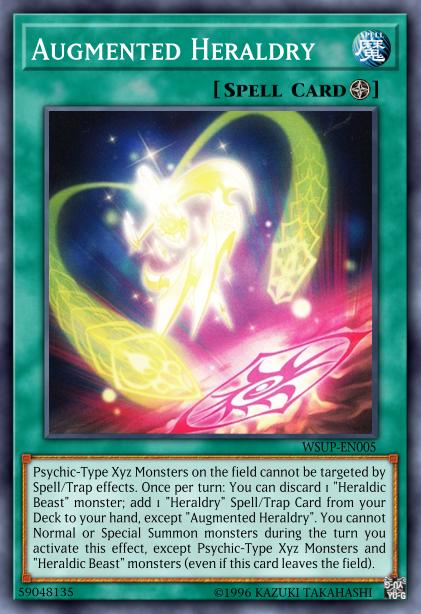 AUGMENTED HERALDRY
SPELL
魔
[SPELL CARD]
WSUP-EN005
Psychic-Type Xyz Monsters on the field cannot be targeted by
Spell/Trap effects. Once per turn: You can discard 1 "Heraldic
Beast" monster; add 1 "Heraldry" Spell/Trap Card from your
Deck to your hand, except "Augmented Heraldry". You cannot
Normal or Special Summon monsters during the turn you
activate this effect, except Psychic-Type Xyz Monsters and
"Heraldic Beast" monsters (even if this card leaves the field).
59048135
©1996 KAZUKI TAKAHASHI